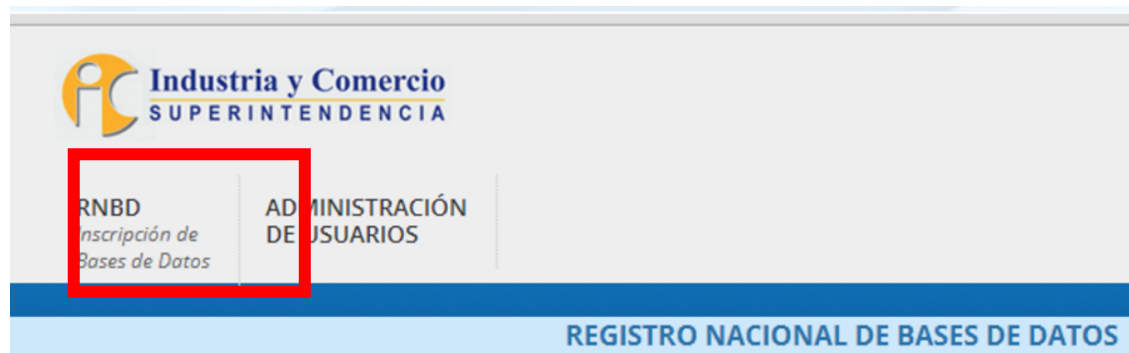 Industria y Comercio
SUPERINTENDENCIA
RNBD
Inscripción de
Bases de Datos
ADMINISTRACIÓN
DE USUARIOS
REGISTRO NACIONAL DE BASES DE DATOS